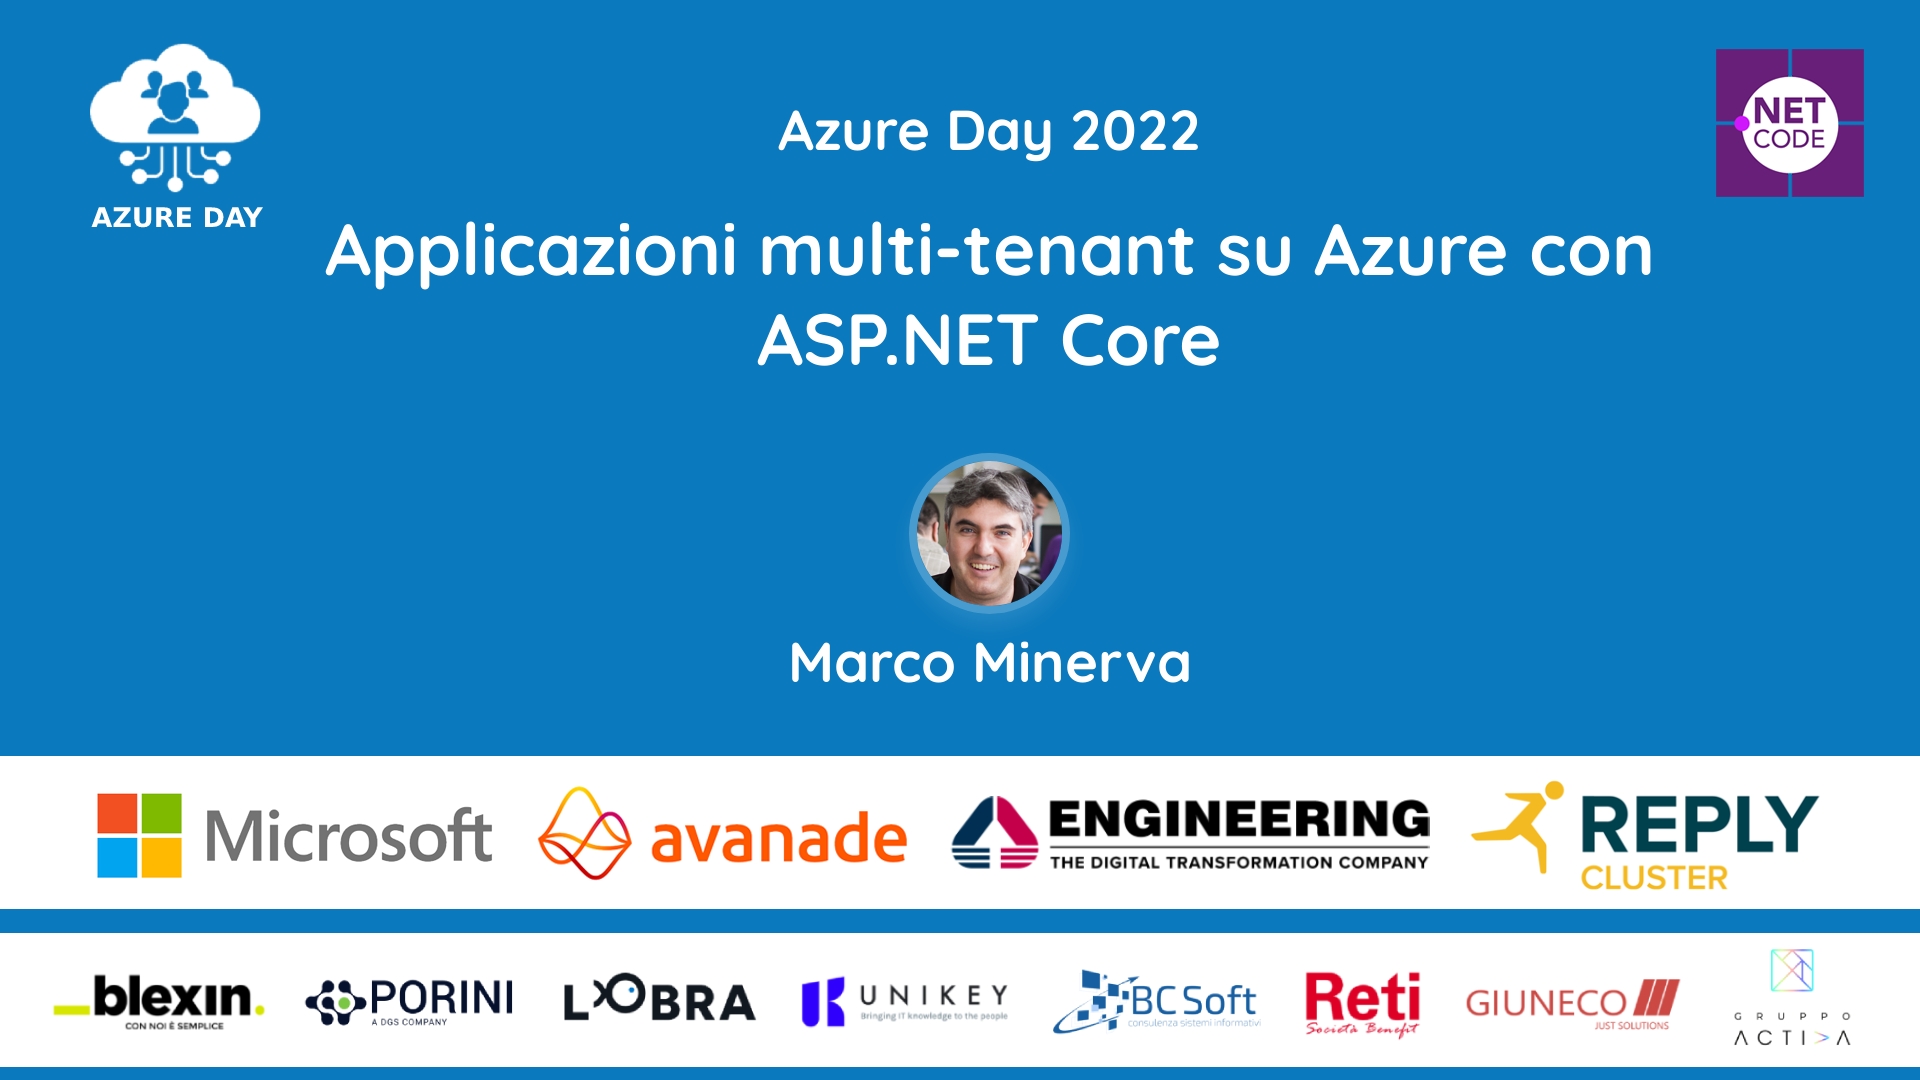 AZURE DAY
.NET
CODE
Azure Day 2022
Applicazioni multi-tenant su Azure con
ASP.NET Core
Marco Minerva
Microsoft
avanade
ENGINEERING
THE DIGITAL TRANSFORMATION COMPANY
REPLY
CLUSTER
blexin.
CON NOI È SEMPLICE
PORINI
A DGS COMPANY
LOBRA
UNIKEY
Bringing IT knowledge to the people
BC Soft
consulenza sistemi informativi
Reti
Società Benefit
GIUNECO
JUST SOLUTIONS
GRUPPO
ACTIVA